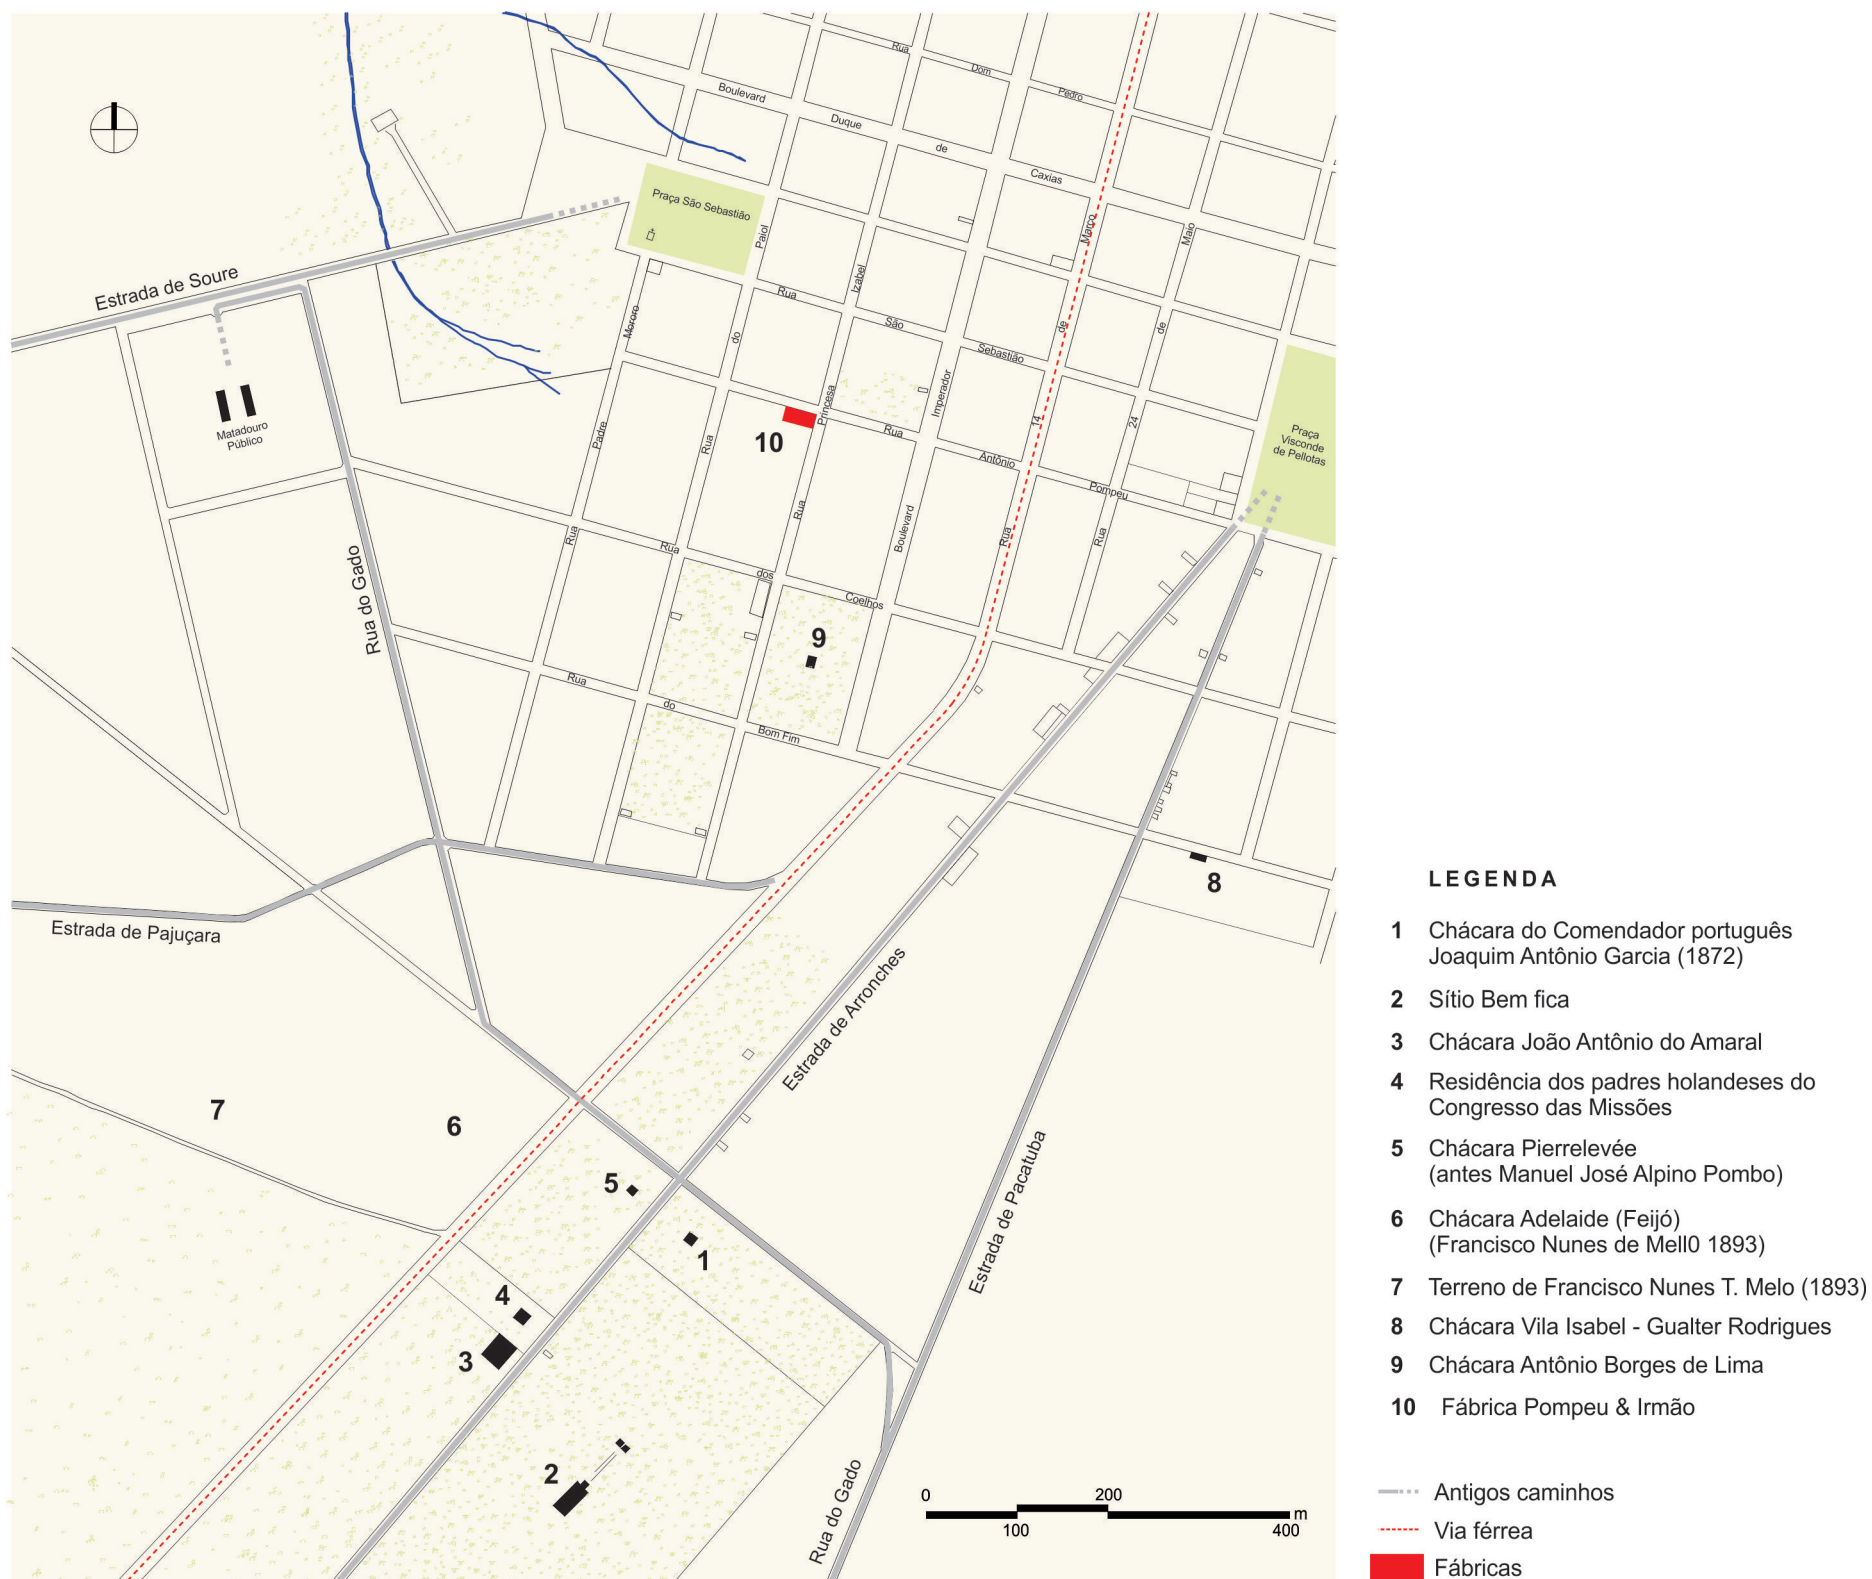 Rua
Dom
Pedro
Boulevard
Duque
de
Caxias
Praça São Sebastião
Paiol
Izabel
Março
Maio
Estrada de Soure
Rua
São
Sebastião
Mororo
do
de
de
Matadouro
Público
Padre
Rua
10
Princesa
Rua
Imperador
Antônio
14
24
Pompeu
Praça
Visconde
de Pellotas
Rua
Rua
Boulevard
Rua
Rua
Rua do Gado
Rua
dos
Coelhos
9
Rua
do
Bom Fim
8
Estrada de Pajuçara
Estrada de Arronches
7
6
5
1
Estrada de Pacatuba
4
3
2
Rua do Gado
0
200
m
100
400
LEGENDA
1 Chácara do Comendador português
Joaquim Antônio Garcia (1872)
2 Sítio Bem fica
3 Chácara João Antônio do Amaral
4 Residência dos padres holandeses do
Congresso das Missões
5 Chácara Pierrelevée
(antes Manuel José Alpino Pombo)
6 Chácara Adelaide (Feijó)
(Francisco Nunes de Mell0 1893)
7 Terreno de Francisco Nunes T. Melo (1893)
8 Chácara Vila Isabel - Gualter Rodrigues
9 Chácara Antônio Borges de Lima
10 Fábrica Pompeu & Irmão
Antigos caminhos
Via férrea
Fábricas